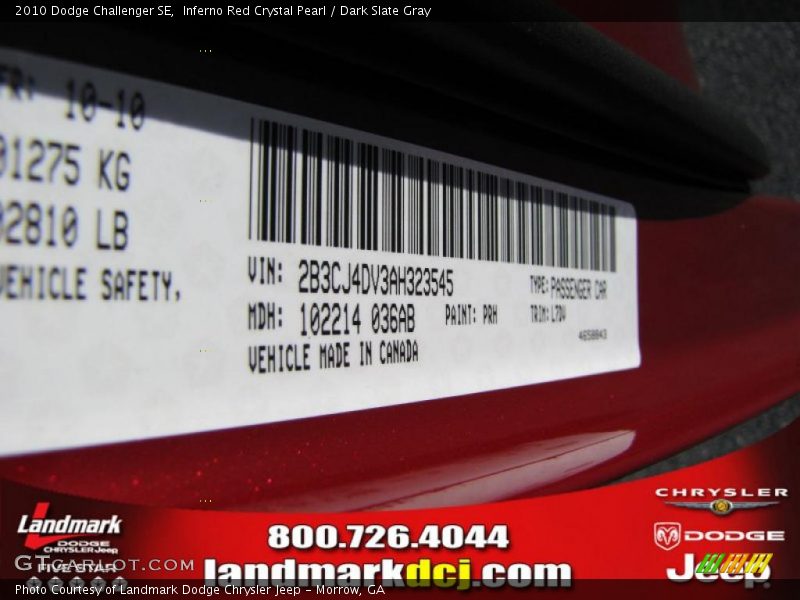 2010 Dodge Challenger SE,  Inferno Red Crystal Pearl / Dark Slate Gray
10-10
01275 KG
02810 LB
VEHICLE SAFETY,
VIN: 2B3CJ4DV3AH323545
TYPE: PASSENGER CAR
MDH: 102214 036AB
PAINT: PRH
TRIM: L7DV
VEHICLE MADE IN CANADA
4658043
Landmark
DODGE
CHRYSLER Jeep
FIVE STAR
GTcarlot.com
800.726.4044
landmarkdcj.com
CHRYSLER
DODGE
Jeep
Photo Courtesy of Landmark Dodge Chrysler Jeep - Morrow, GA